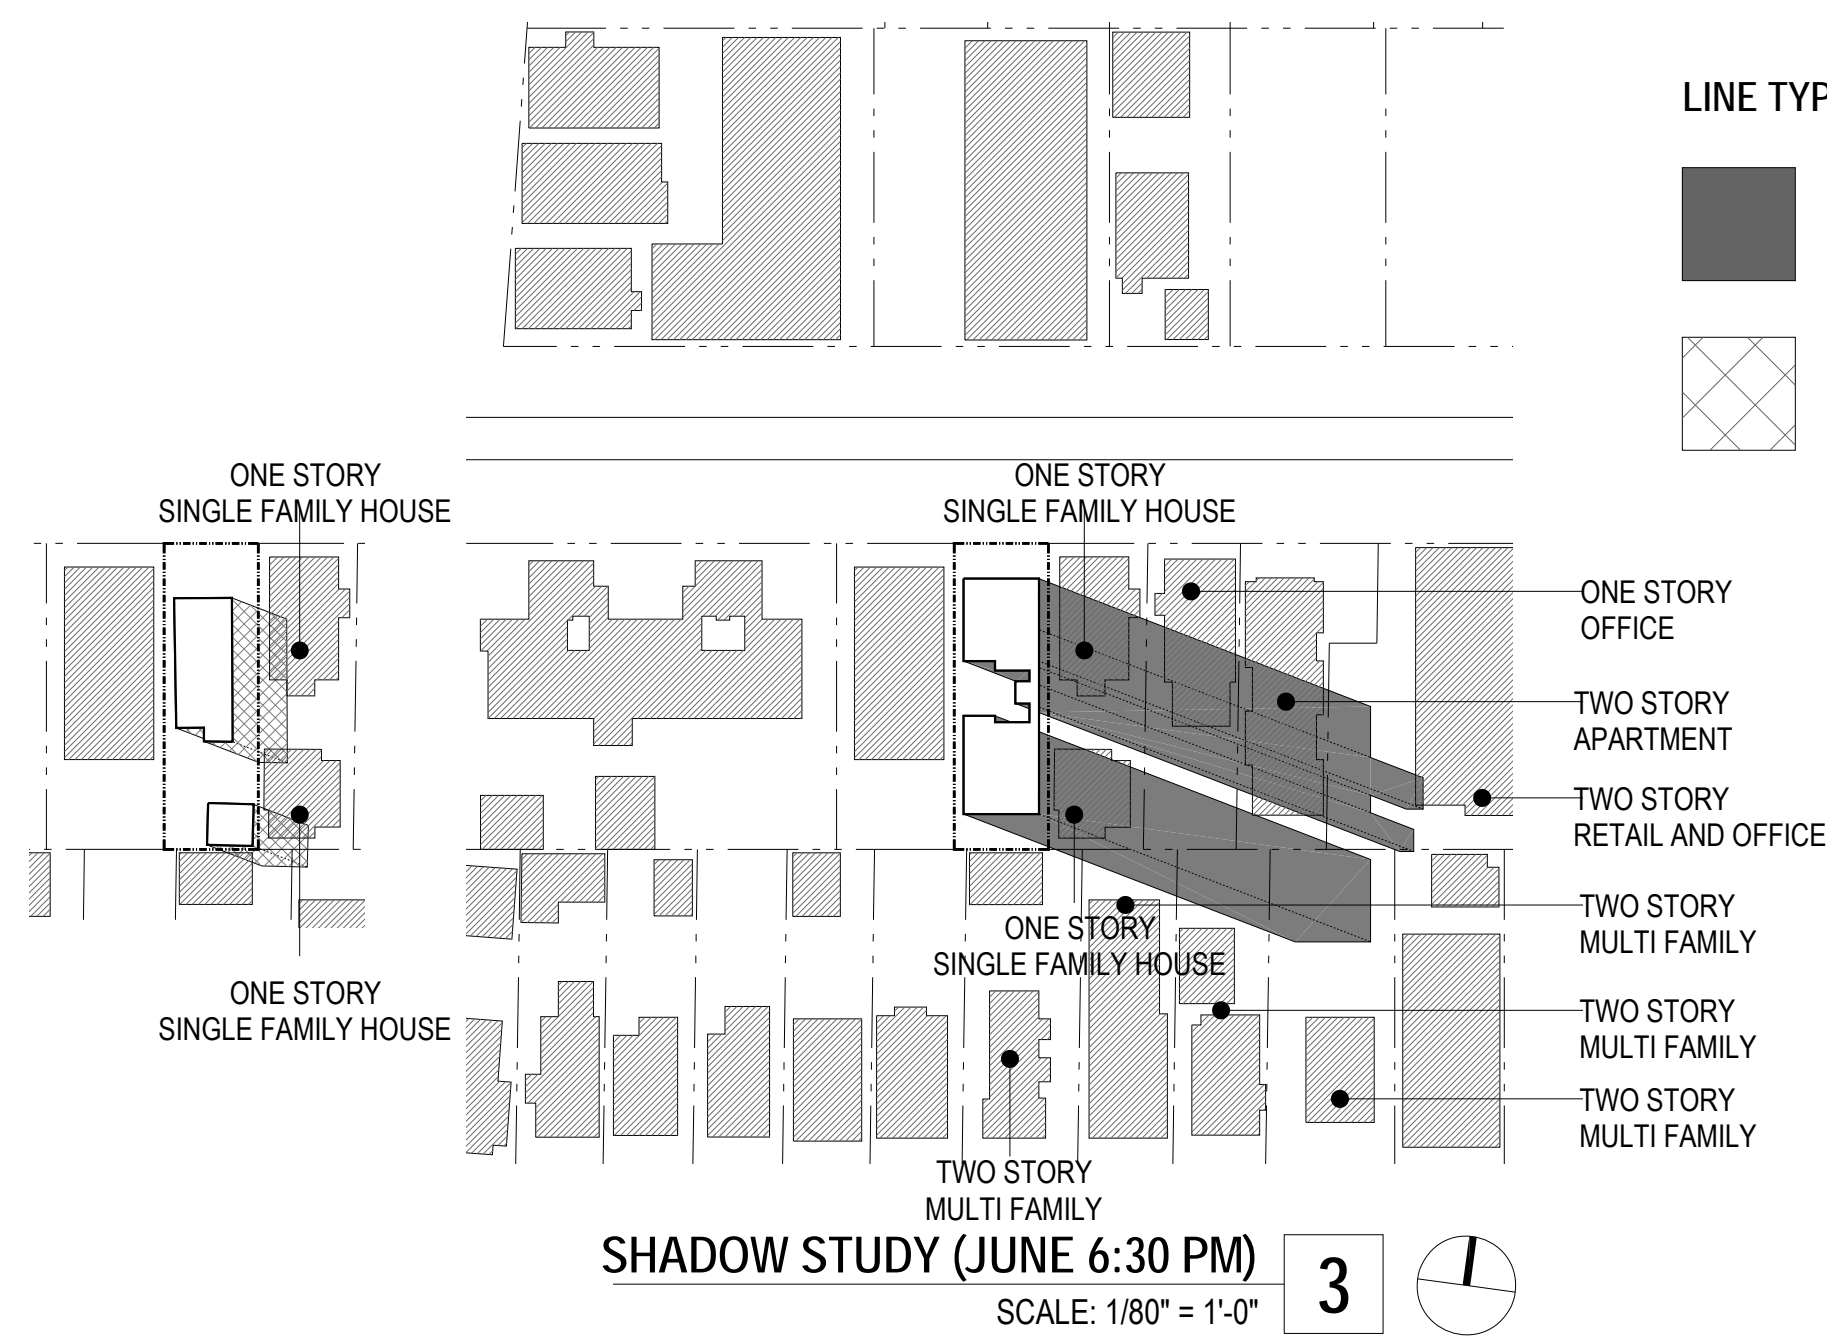 LINE TYP
ONE STORY
SINGLE FAMILY HOUSE
ONE STORY
SINGLE FAMILY HOUSE
ONE STORY
OFFICE
TWO STORY
APARTMENT
TWO STORY
RETAIL AND OFFICE
TWO STORY
MULTI FAMILY
ONE STORY
SINGLE FAMILY HOUSE
ONE STORY
SINGLE FAMILY HOUSE
TWO STORY
MULTI FAMILY
TWO STORY
MULTI FAMILY
TWO STORY
MULTI FAMILY
SHADOW STUDY (JUNE 6:30 PM)
SCALE: 1/80" = 1'-0"
3